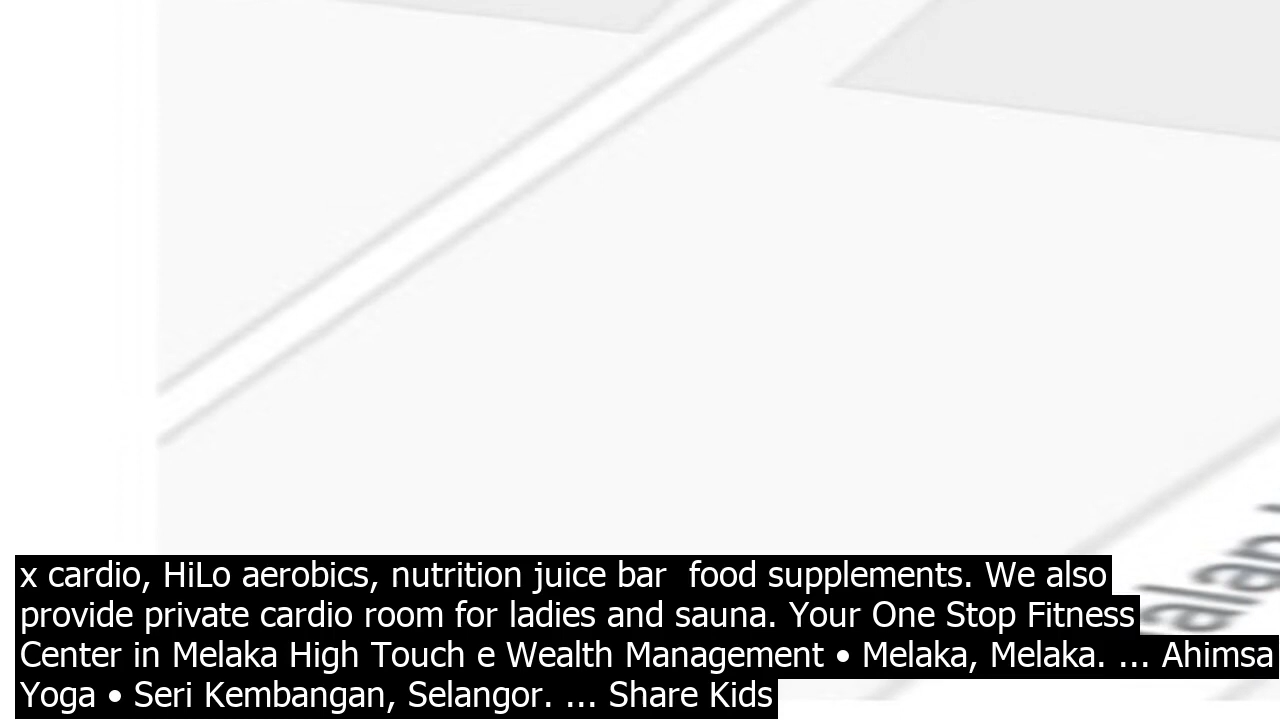 x cardio, HiLo aerobics, nutrition juice bar  food supplements. We also
provide private cardio room for ladies and sauna. Your One Stop Fitness
Center in Melaka High Touch e Wealth Management • Melaka, Melaka. ... Ahimsa
Yoga • Seri Kembangan, Selangor. ... Share Kids